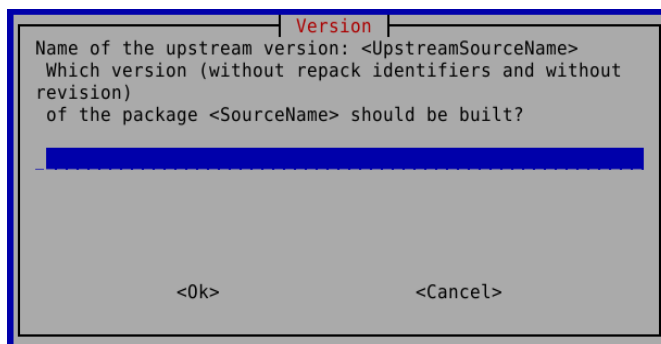 Version
Name of the upstream version: <UpstreamSourceName>
Which version (without repack identifiers and without
revision)
of the package <SourceName> should be built?
<Ok> <Cancel>